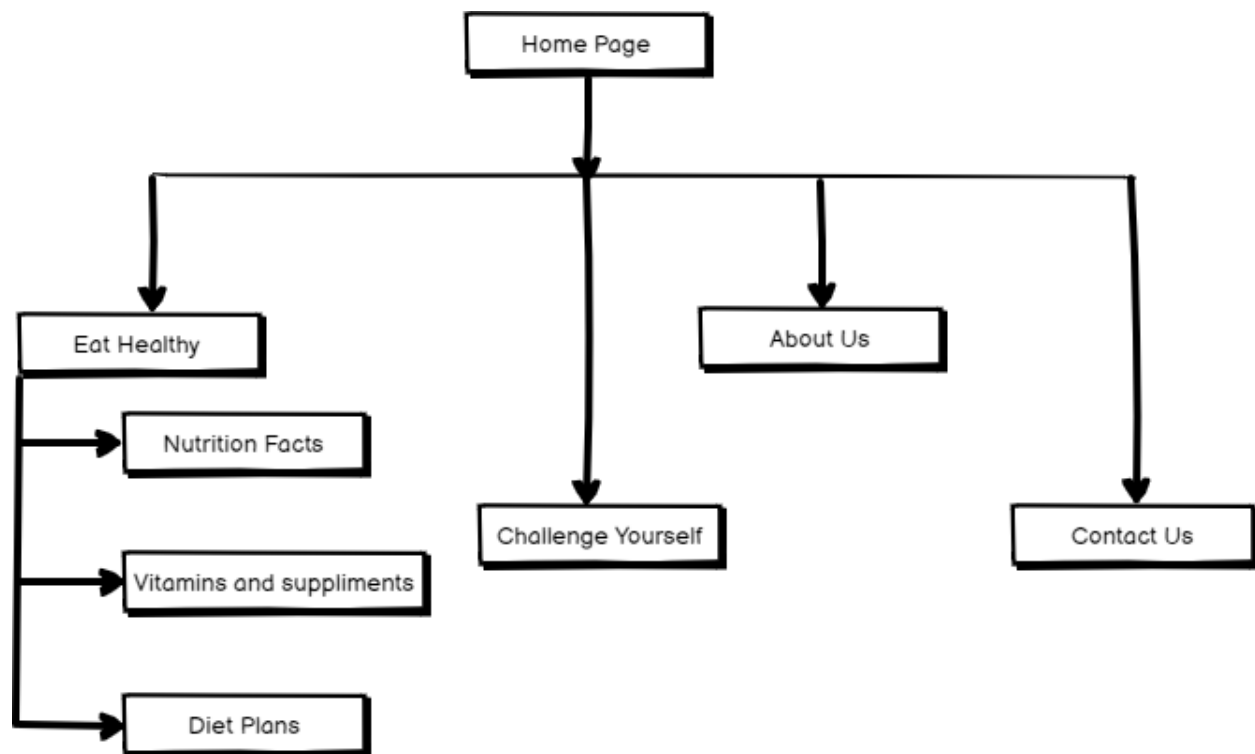 Home Page
Eat Healthy
About Us
Nutrition Facts
Challenge Yourself
Contact Us
Vitamins and suppliments
Diet Plans